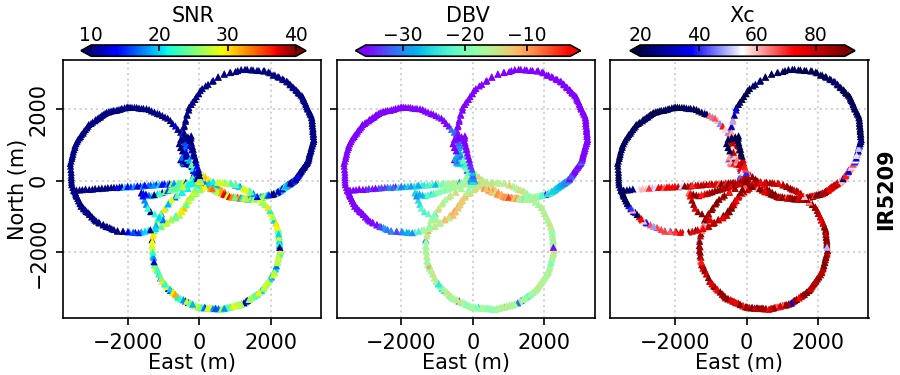 SNR DBV Xc
10 20 30 40 −30 −20 −10 20 40 60 80
North (m)
2000
0
−2000
−2000 0 2000 −2000 0 2000 −2000 0 2000
East (m) East (m) East (m)
IR5209